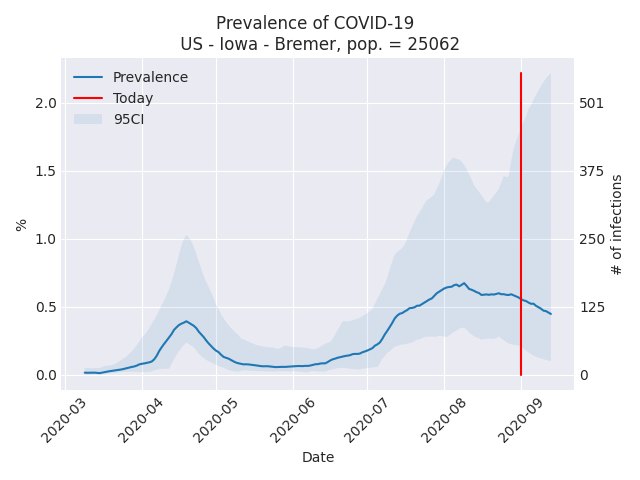 Prevalence of COVID-19
US - Iowa - Bremer, pop. = 25062
Prevalence
Today
95CI
2.0
1.5
1.0
0.5
0.0
%
501
375
250
125
0
# of infections
2020-03
2020-04
2020-05
2020-06
2020-07
2020-08
2020-09
Date